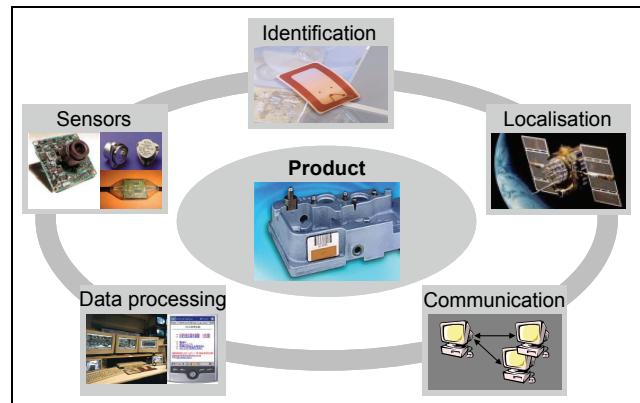 Identification
Sensors
Localisation
Product
Data processing
Communication